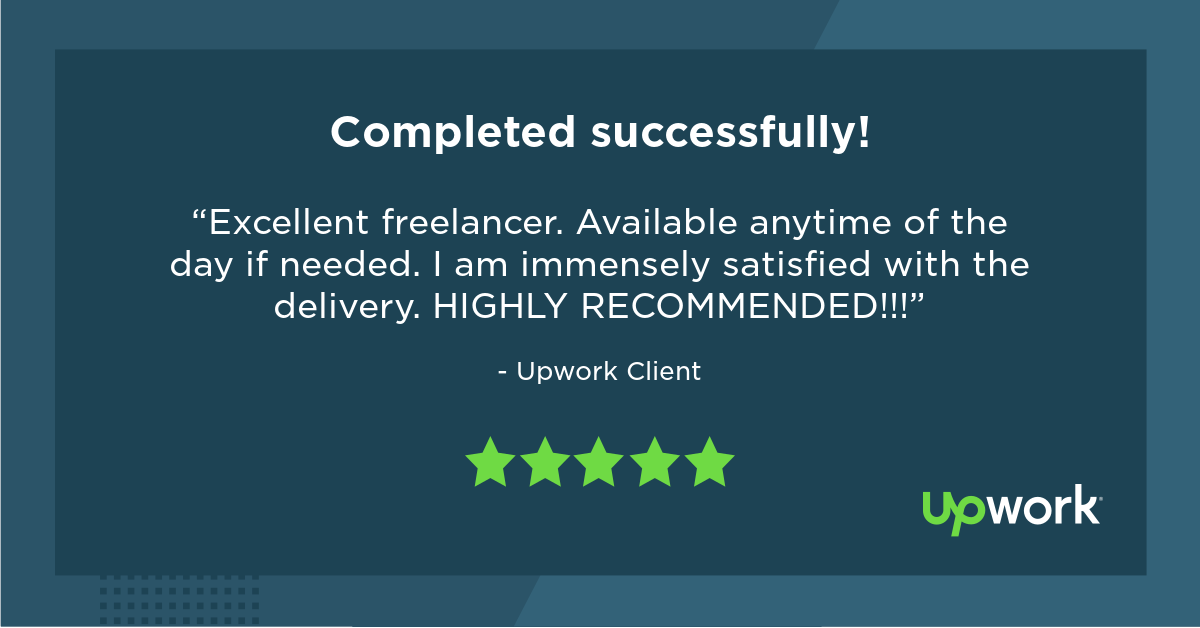 Completed successfully!
“Excellent freelancer. Available anytime of the
day if needed. I am immensely satisfied with the
delivery. HIGHLY RECOMMENDED!!!”
- Upwork Client
upwork